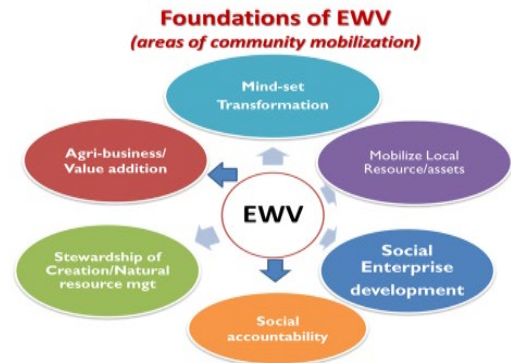 Foundations of EWV
(areas of community mobilization)
Mind-set
Transformation
Agri-business/
Value addition
Mobilize Local
Resource/assets
EWV
Stewardship of
Creation/Natural
resource mgt
Social
Enterprise
development
Social
accountability